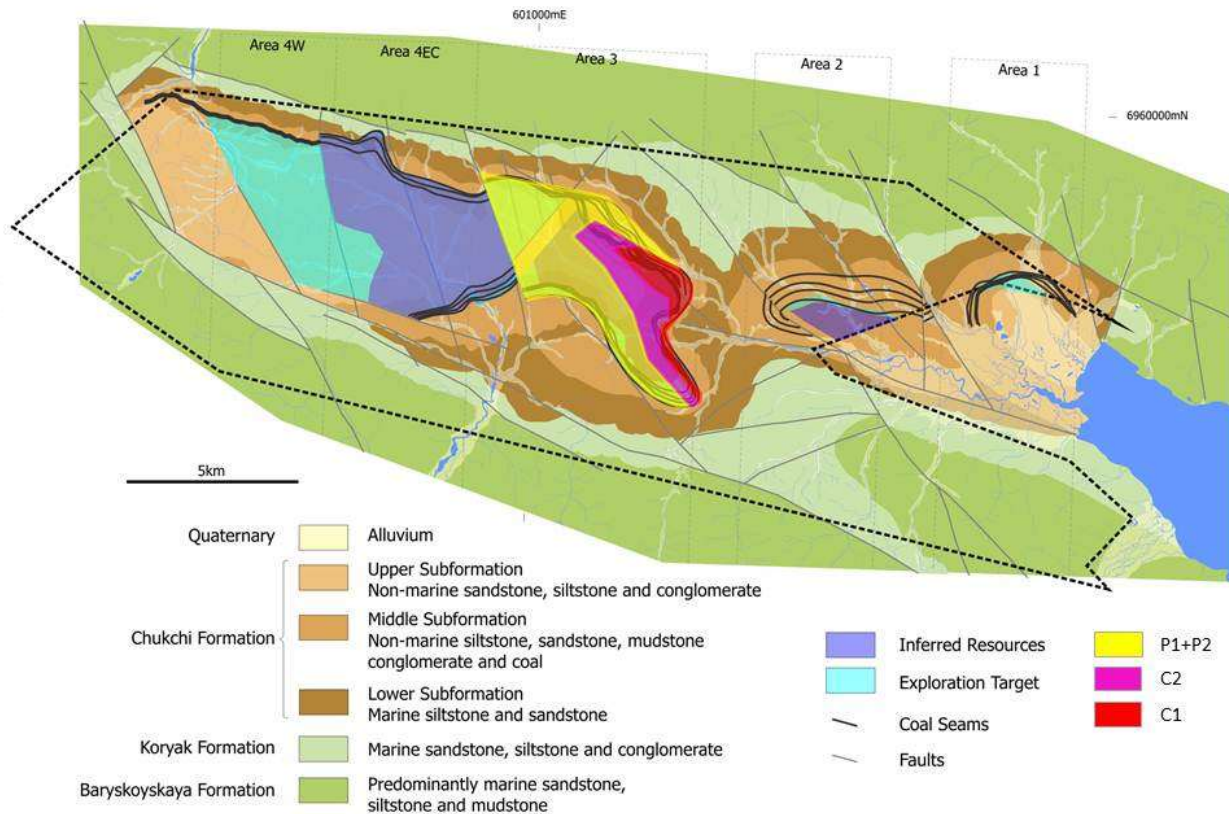 601000mE
Area 4W
Area 4EC
Area 3
Area 2
Area 1
6960000mN
5km
Quaternary
Alluvium
Chukchi Formation
Upper Subformation
Non-marine sandstone, siltstone and conglomerate
Middle Subformation
Non-marine siltstone, sandstone, mudstone
conglomerate and coal
Lower Subformation
Marine siltstone and sandstone
Koryak Formation
Marine sandstone, siltstone and conglomerate
Baryskoyskaya Formation
Predominantly marine sandstone,
siltstone and mudstone
Inferred Resources
Exploration Target
Coal Seams
Faults
P1+P2
C2
C1